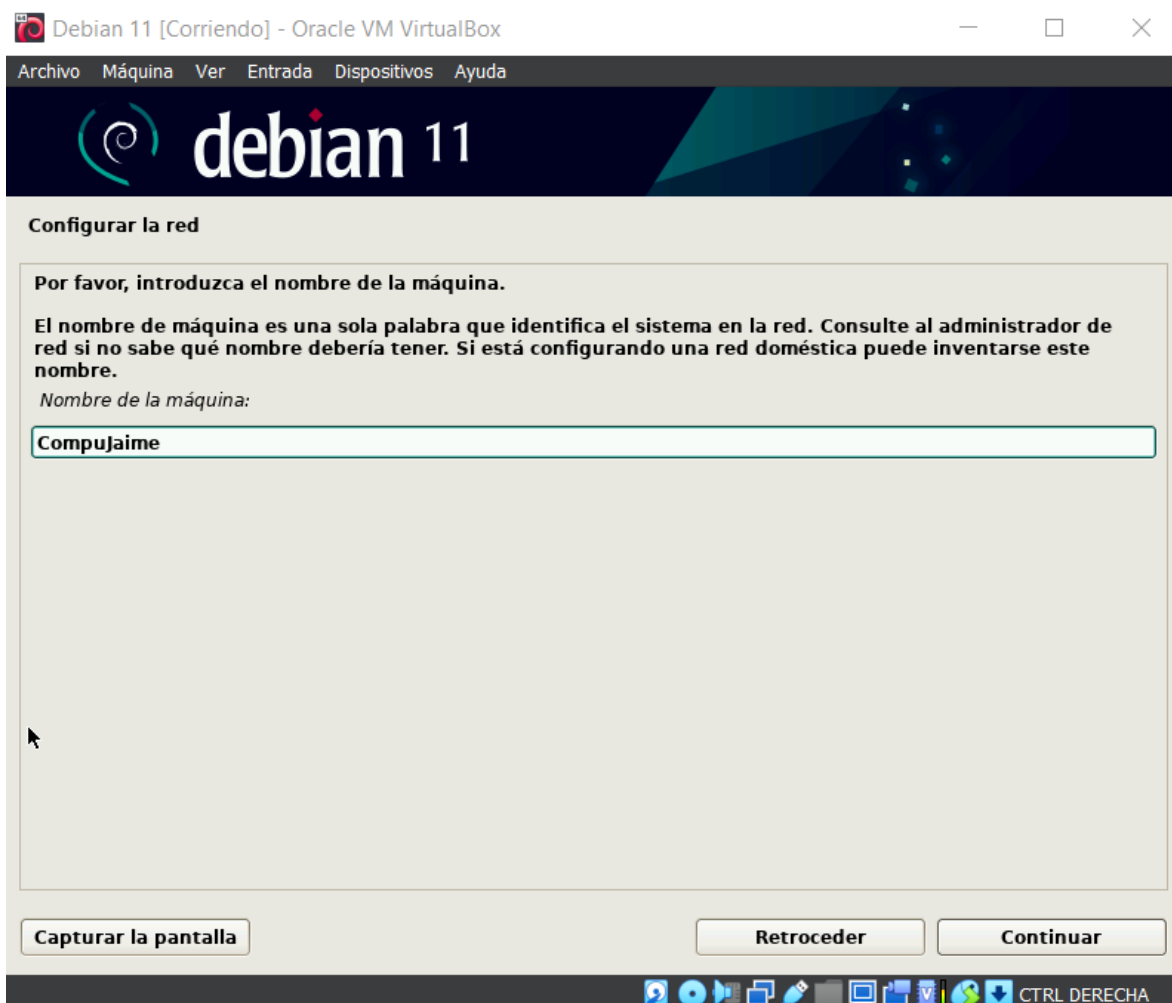 Debian 11 [Corriendo] - Oracle VM VirtualBox
Archivo Máquina Ver Entrada Dispositivos Ayuda
debian 11
Configurar la red
Por favor, introduzca el nombre de la máquina.
El nombre de máquina es una sola palabra que identifica el sistema en la red. Consulte al administrador de
red si no sabe qué nombre debería tener. Si está configurando una red doméstica puede inventarse este
nombre.
Nombre de la máquina:
CompuJaime
Capturar la pantalla
Retroceder
Continuar
CTRL DERECHA